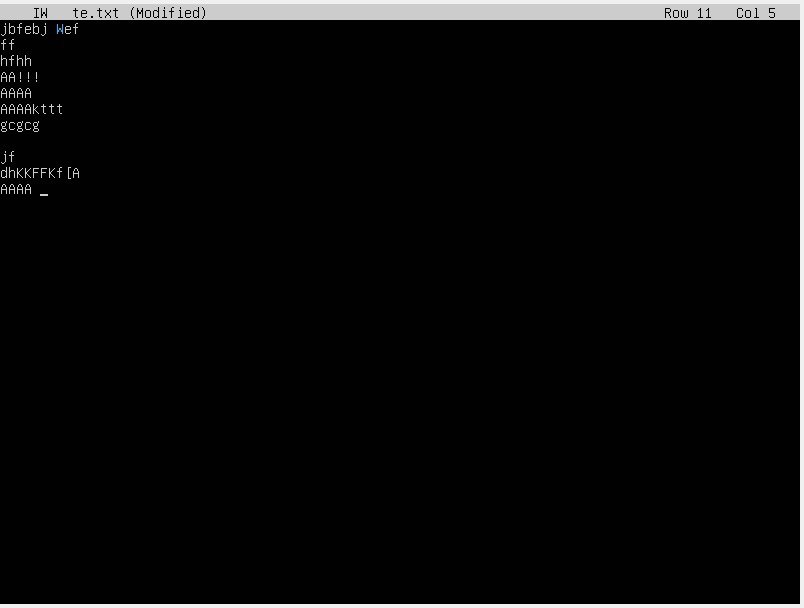 IW te.txt (Modified) Row 11 Col 5
jbfebj Wef
ff
hfhh
AA!!!
AAAA
AAAAkttt
gcgcg
jf
dhKKFFKf[A
AAAA _